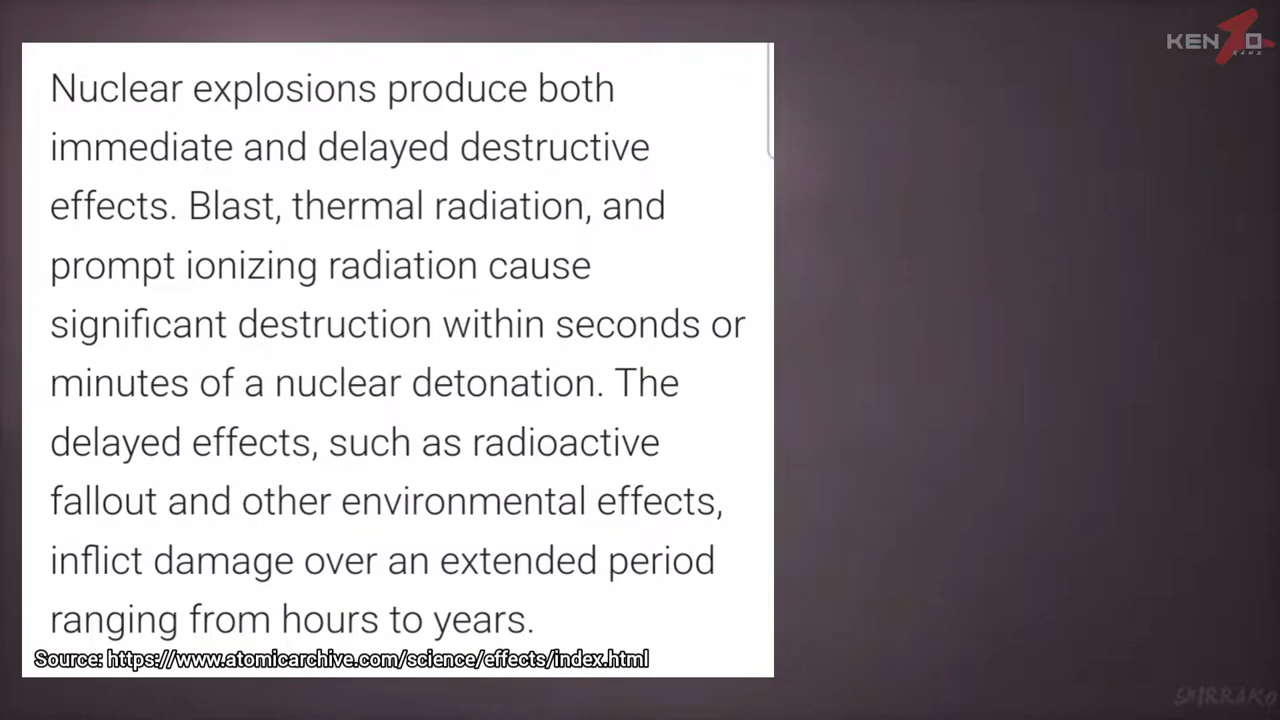 Nuclear explosions produce both
immediate and delayed destructive
effects. Blast, thermal radiation, and
prompt ionizing radiation cause
significant destruction within seconds or
minutes of a nuclear detonation. The
delayed effects, such as radioactive
fallout and other environmental effects,
inflict damage over an extended period
ranging from hours to years.
Source: https://www.atomicarchive.com/science/effects/index.html
KENZO
RANZ
SHIRRAKO